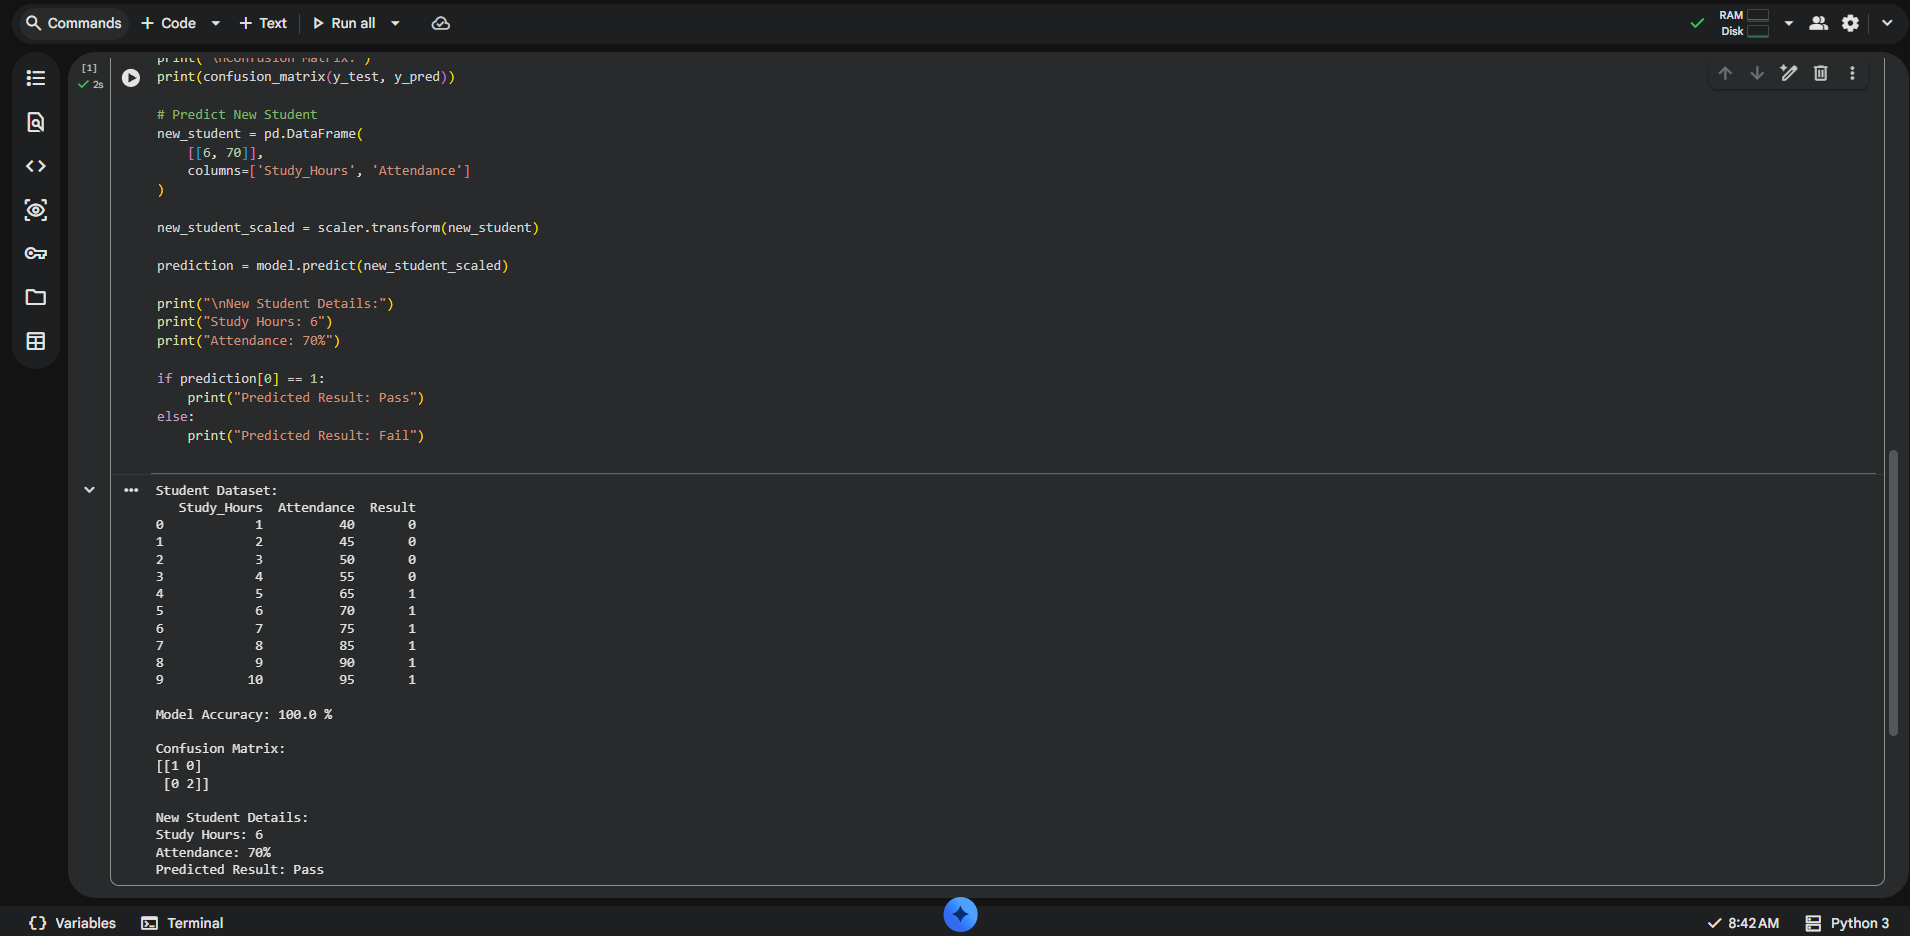 Commands
+ Code
+ Text
Run all
RAM
Disk
[1]
2s
print("\nConfusion Matrix:")
print(confusion_matrix(y_test, y_pred))
# Predict New Student
new_student = pd.DataFrame(
    [[6, 70]],
    columns=['Study_Hours', 'Attendance']
)
new_student_scaled = scaler.transform(new_student)
prediction = model.predict(new_student_scaled)
print("\nNew Student Details:")
print("Study Hours: 6")
print("Attendance: 70%")
if prediction[0] == 1:
    print("Predicted Result: Pass")
else:
    print("Predicted Result: Fail")
Student Dataset:
   Study_Hours  Attendance  Result
0            1          40       0
1            2          45       0
2            3          50       0
3            4          55       0
4            5          65       1
5            6          70       1
6            7          75       1
7            8          85       1
8            9          90       1
9           10          95       1
Model Accuracy: 100.0 %
Confusion Matrix:
[[1 0]
 [0 2]]
New Student Details:
Study Hours: 6
Attendance: 70%
Predicted Result: Pass
{} Variables
Terminal
8:42 AM
Python 3